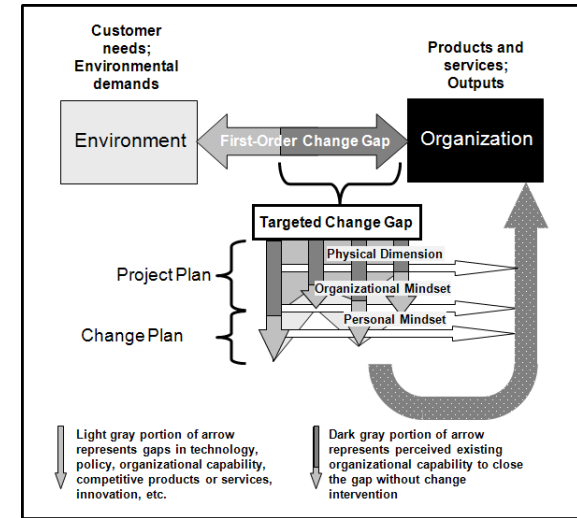 Customer
needs;
Environmental
demands
Products and
services;
Outputs
Environment
First-Order Change Gap
Organization
Targeted Change Gap
Physical Dimension
Project Plan
Organizational Mindset
Personal Mindset
Change Plan
Light gray portion of arrow
represents gaps in technology,
policy, organizational capability,
competitive products or services,
innovation, etc.
Dark gray portion of arrow
represents perceived existing
organizational capability to close
the gap without change
intervention